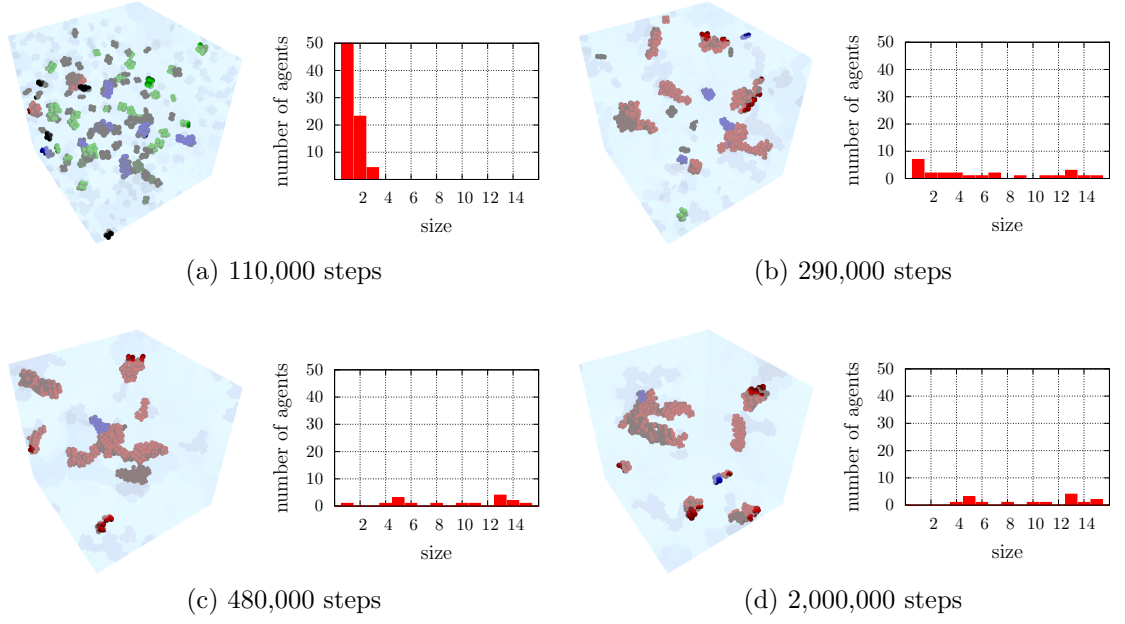 number of agents
50
40
30
20
10
2 4 6 8 10 12 14
size
(a) 110,000 steps
number of agents
50
40
30
20
10
0
2 4 6 8 10 12 14
size
(b) 290,000 steps
number of agents
50
40
30
20
10
0
2 4 6 8 10 12 14
size
(c) 480,000 steps
number of agents
50
40
30
20
10
0
2 4 6 8 10 12 14
size
(d) 2,000,000 steps